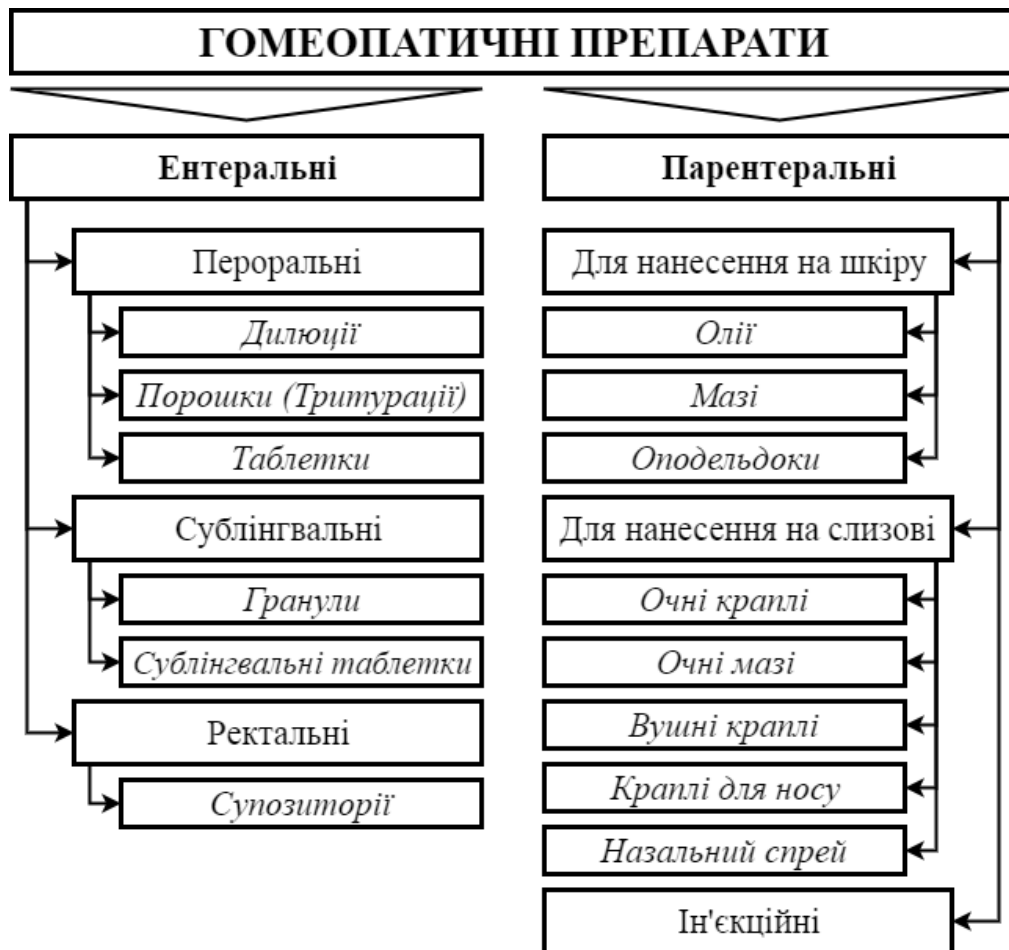 ГОМЕОПАТИЧНІ ПРЕПАРАТИ
Ентеральні
Пероральні
Дилюції
Порошки (Тритурації)
Таблетки
Сублінгвальні
Гранули
Сублінгвальні таблетки
Ректальні
Супозиторії
Парентеральні
Для нанесення на шкіру
Олії
Мазі
Оподельдоки
Для нанесення на слизові
Очні краплі
Очні мазі
Вушні краплі
Краплі для носу
Назальний спрей
Ін'єкційні